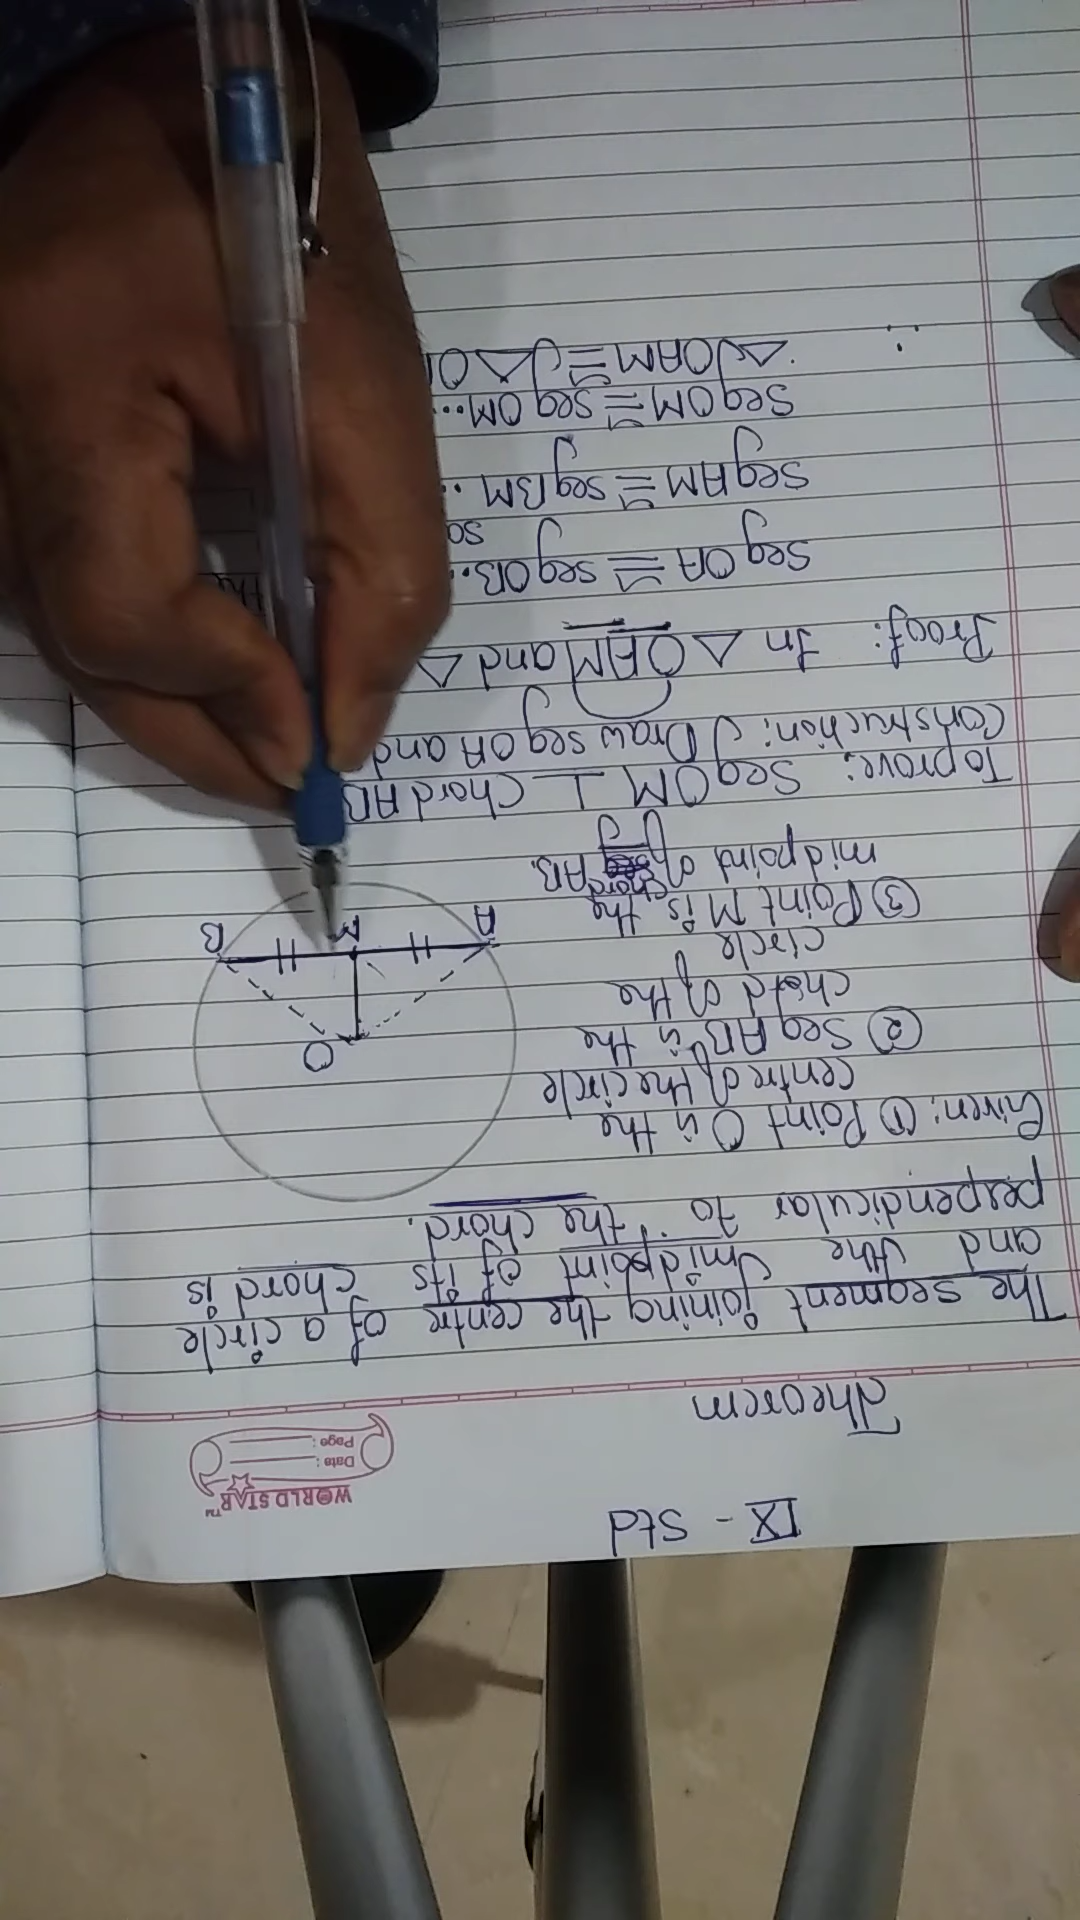 IX - Std
WORLD STAR™
Date :
Page :
Theorem
The segment joining the centre of a circle
and the midpoint of its chord is
perpendicular to the chord.
Given: ① Point O is the
centre of the circle
② Seg AB is the
chord of the
circle
③ Point M is the
chord
midpoint of AB.
O
A M B
To prove: Seg OM ⊥ Chord AB
Construction: Draw seg OA and
Proof: In △ OAM and △
seg OA ≅ seg OB...
seg AM ≅ seg BM ..
seg OM ≅ seg OM...
△ OAM ≅ △ O
∴